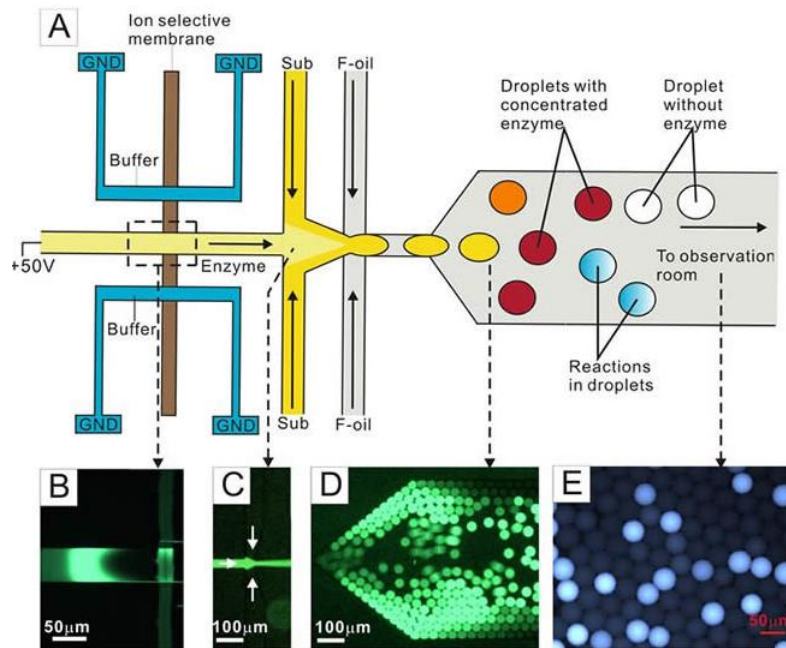 A
Ion selective
membrane
GND
GND
Sub
F-oil
Droplets with
concentrated
enzyme
Droplet
without
enzyme
Buffer
+50V
Enzyme
To observation
room
Buffer
Reactions
in droplets
GND
GND
Sub
F-oil
B
50μm
C
100μm
D
100μm
E
50μm